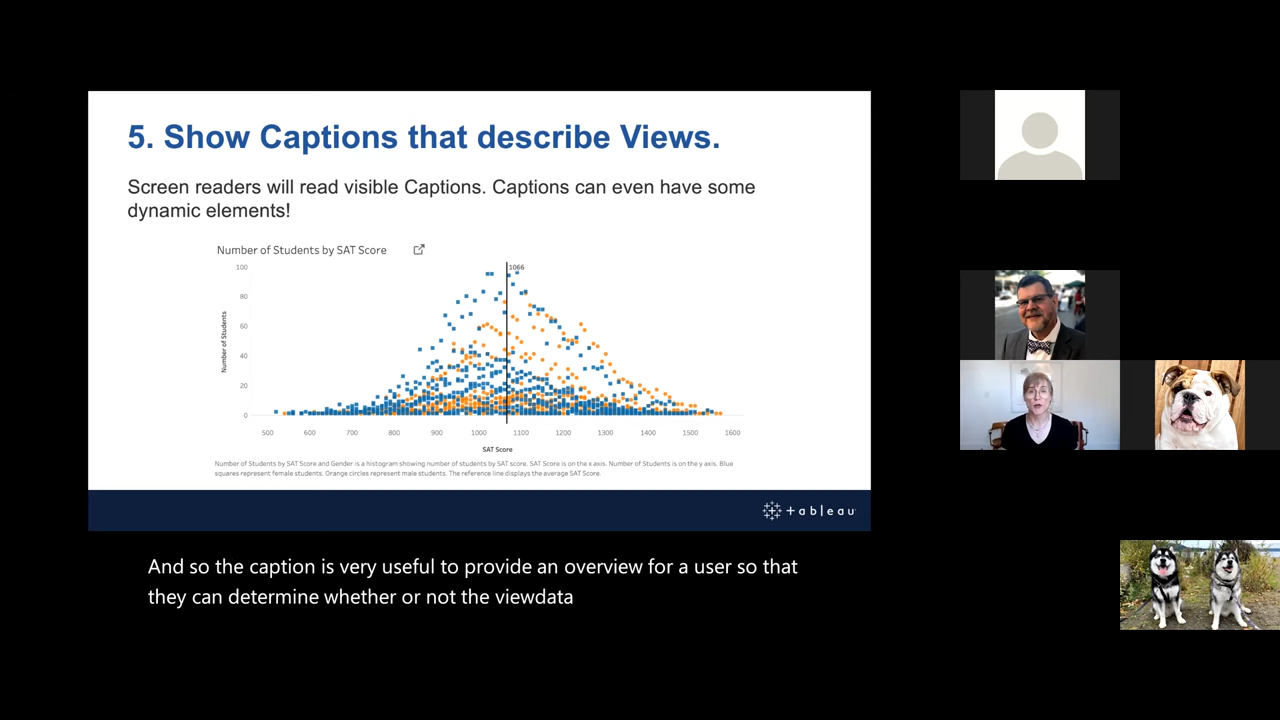 5. Show Captions that describe Views.
Screen readers will read visible Captions. Captions can even have some
dynamic elements!
Number of Students by SAT Score
100
1066
80
60
40
20
0
Number of Students
500 600 700 800 900 1000 1100 1200 1300 1400 1500 1600
SAT Score
Number of Students by SAT Score and Gender is a histogram showing number of students by SAT score. SAT Score is on the x axis. Number of Students is on the y axis. Blue
squares represent female students. Orange circles represent male students. The reference line displays the average SAT Score.
+ableau
And so the caption is very useful to provide an overview for a user so that
they can determine whether or not the viewdata